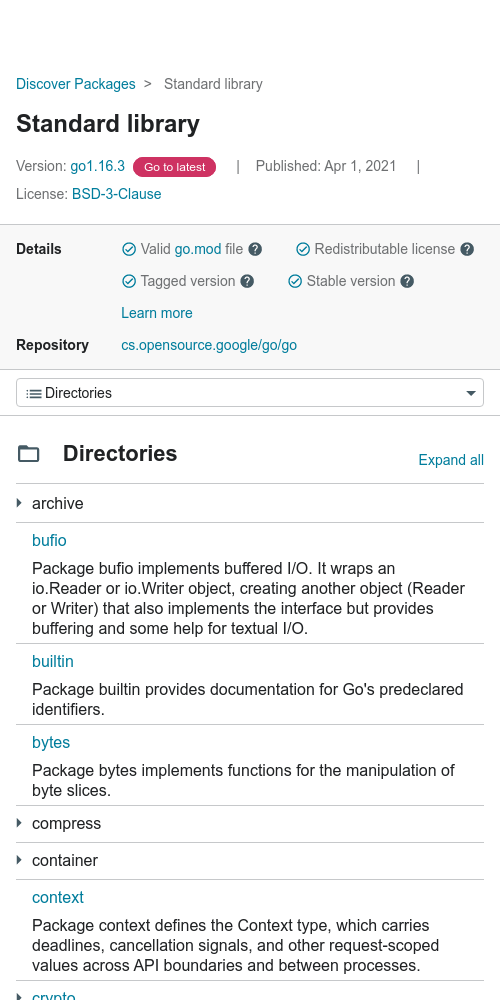 Discover Packages > Standard library
Standard library
Version: go1.16.3 Go to latest | Published: Apr 1, 2021 |
License: BSD-3-Clause
Details Valid go.mod file ? Redistributable license ?
Tagged version ? Stable version ?
Learn more
Repository cs.opensource.google/go/go
Directories
Directories Expand all
archive
bufio
Package bufio implements buffered I/O. It wraps an
io.Reader or io.Writer object, creating another object (Reader
or Writer) that also implements the interface but provides
buffering and some help for textual I/O.
builtin
Package builtin provides documentation for Go's predeclared
identifiers.
bytes
Package bytes implements functions for the manipulation of
byte slices.
compress
container
context
Package context defines the Context type, which carries
deadlines, cancellation signals, and other request-scoped
values across API boundaries and between processes.
crypto